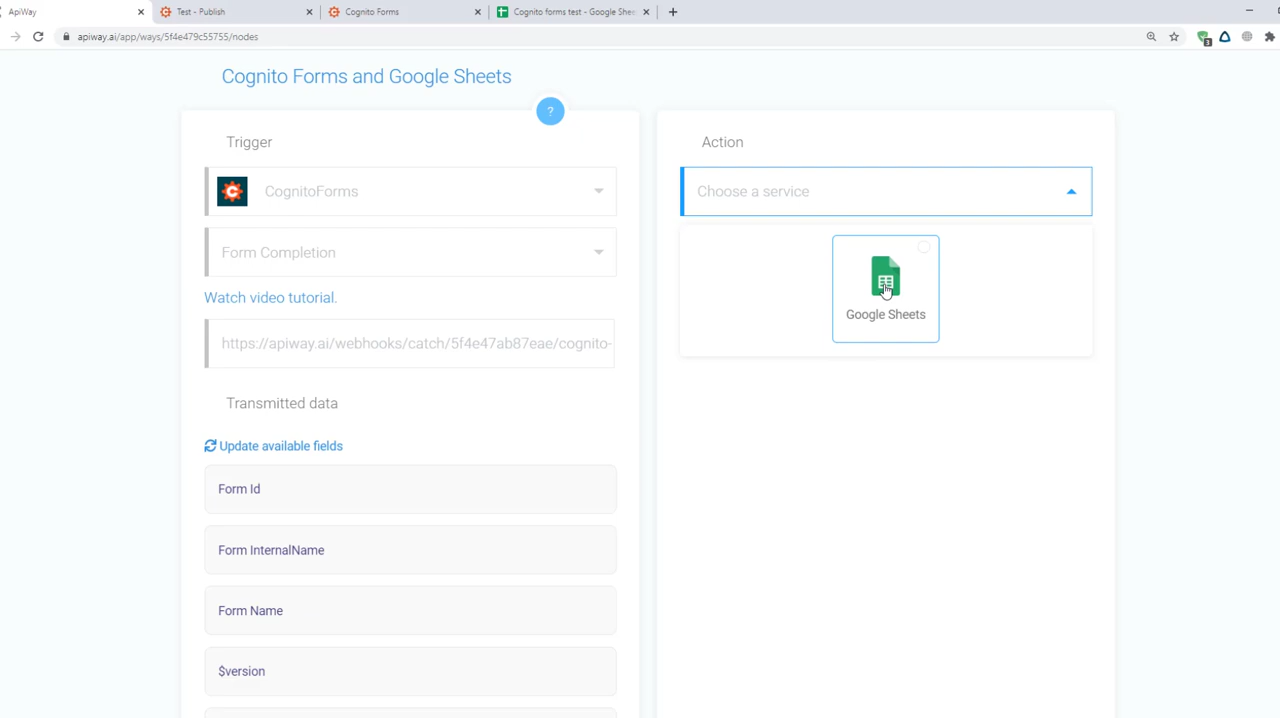 ApiWay
Test - Publish
Cognito Forms
Cognito forms test - Google Shee
apiway.ai/app/ways/5f4e479c55755/nodes
3
Cognito Forms and Google Sheets
?
Trigger
CognitoForms
Form Completion
Watch video tutorial.
https://apiway.ai/webhooks/catch/5f4e47ab87eae/cognito-
Transmitted data
Update available fields
Form Id
Form InternalName
Form Name
$version
Action
Choose a service
Google Sheets